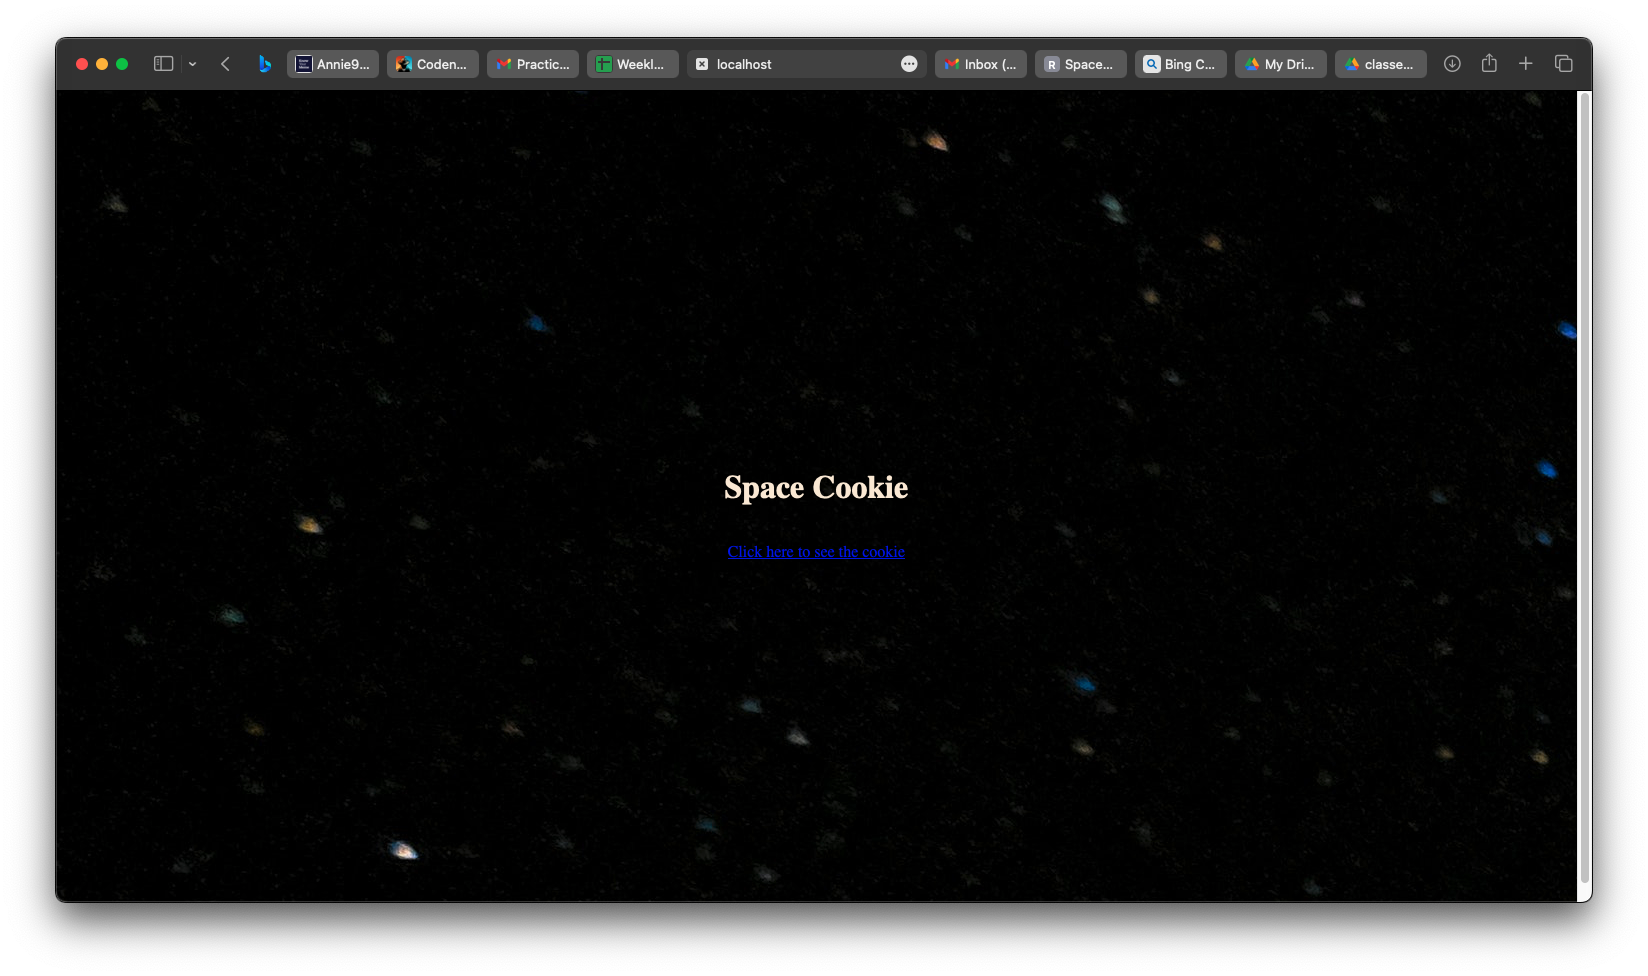 Annie9...
Coden...
Practic...
Weekl...
localhost
Inbox (...
R
Space...
Bing C...
My Dri...
classe...
Space Cookie
Click here to see the cookie